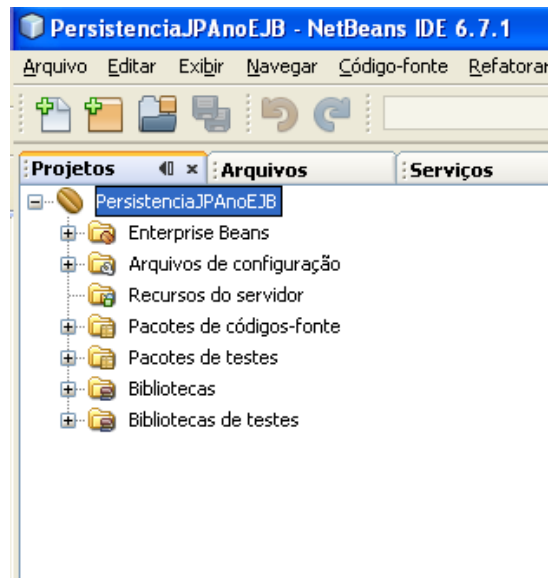 PersistenciaJPAnoEJB - NetBeans IDE 6.7.1
Arquivo Editar Exibir Navegar Código-fonte Refatorar
Projetos Arquivos Serviços
PersistenciaJPAnoEJB
Enterprise Beans
Arquivos de configuração
Recursos do servidor
Pacotes de códigos-fonte
Pacotes de testes
Bibliotecas
Bibliotecas de testes